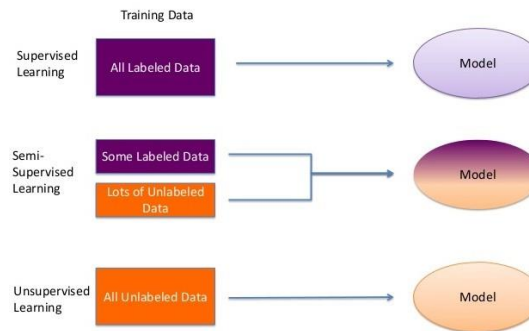 Training Data
Supervised
Learning
All Labeled Data
Model
Semi-
Supervised
Learning
Some Labeled Data
Lots of Unlabeled
Data
Model
Unsupervised
Learning
All Unlabeled Data
Model